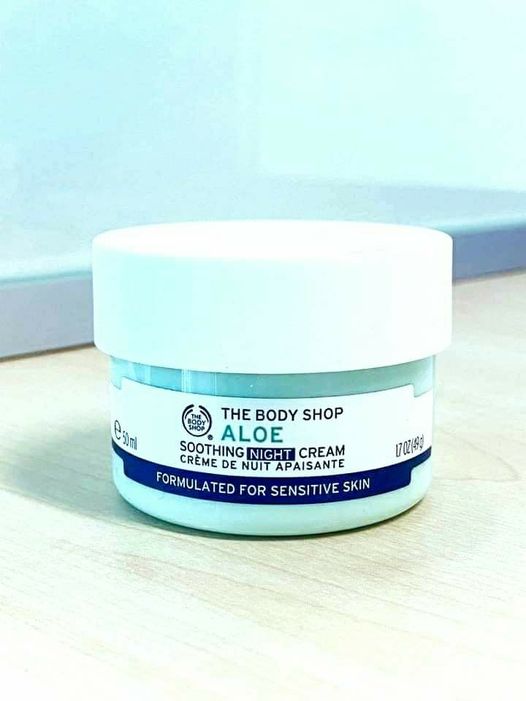 THE
BODY
SHOP
®
THE BODY SHOP
ALOE
SOOTHING NIGHT CREAM
CRÈME DE NUIT APAISANTE
FORMULATED FOR SENSITIVE SKIN
℮ 50 ml
1.7 OZ (49 g)